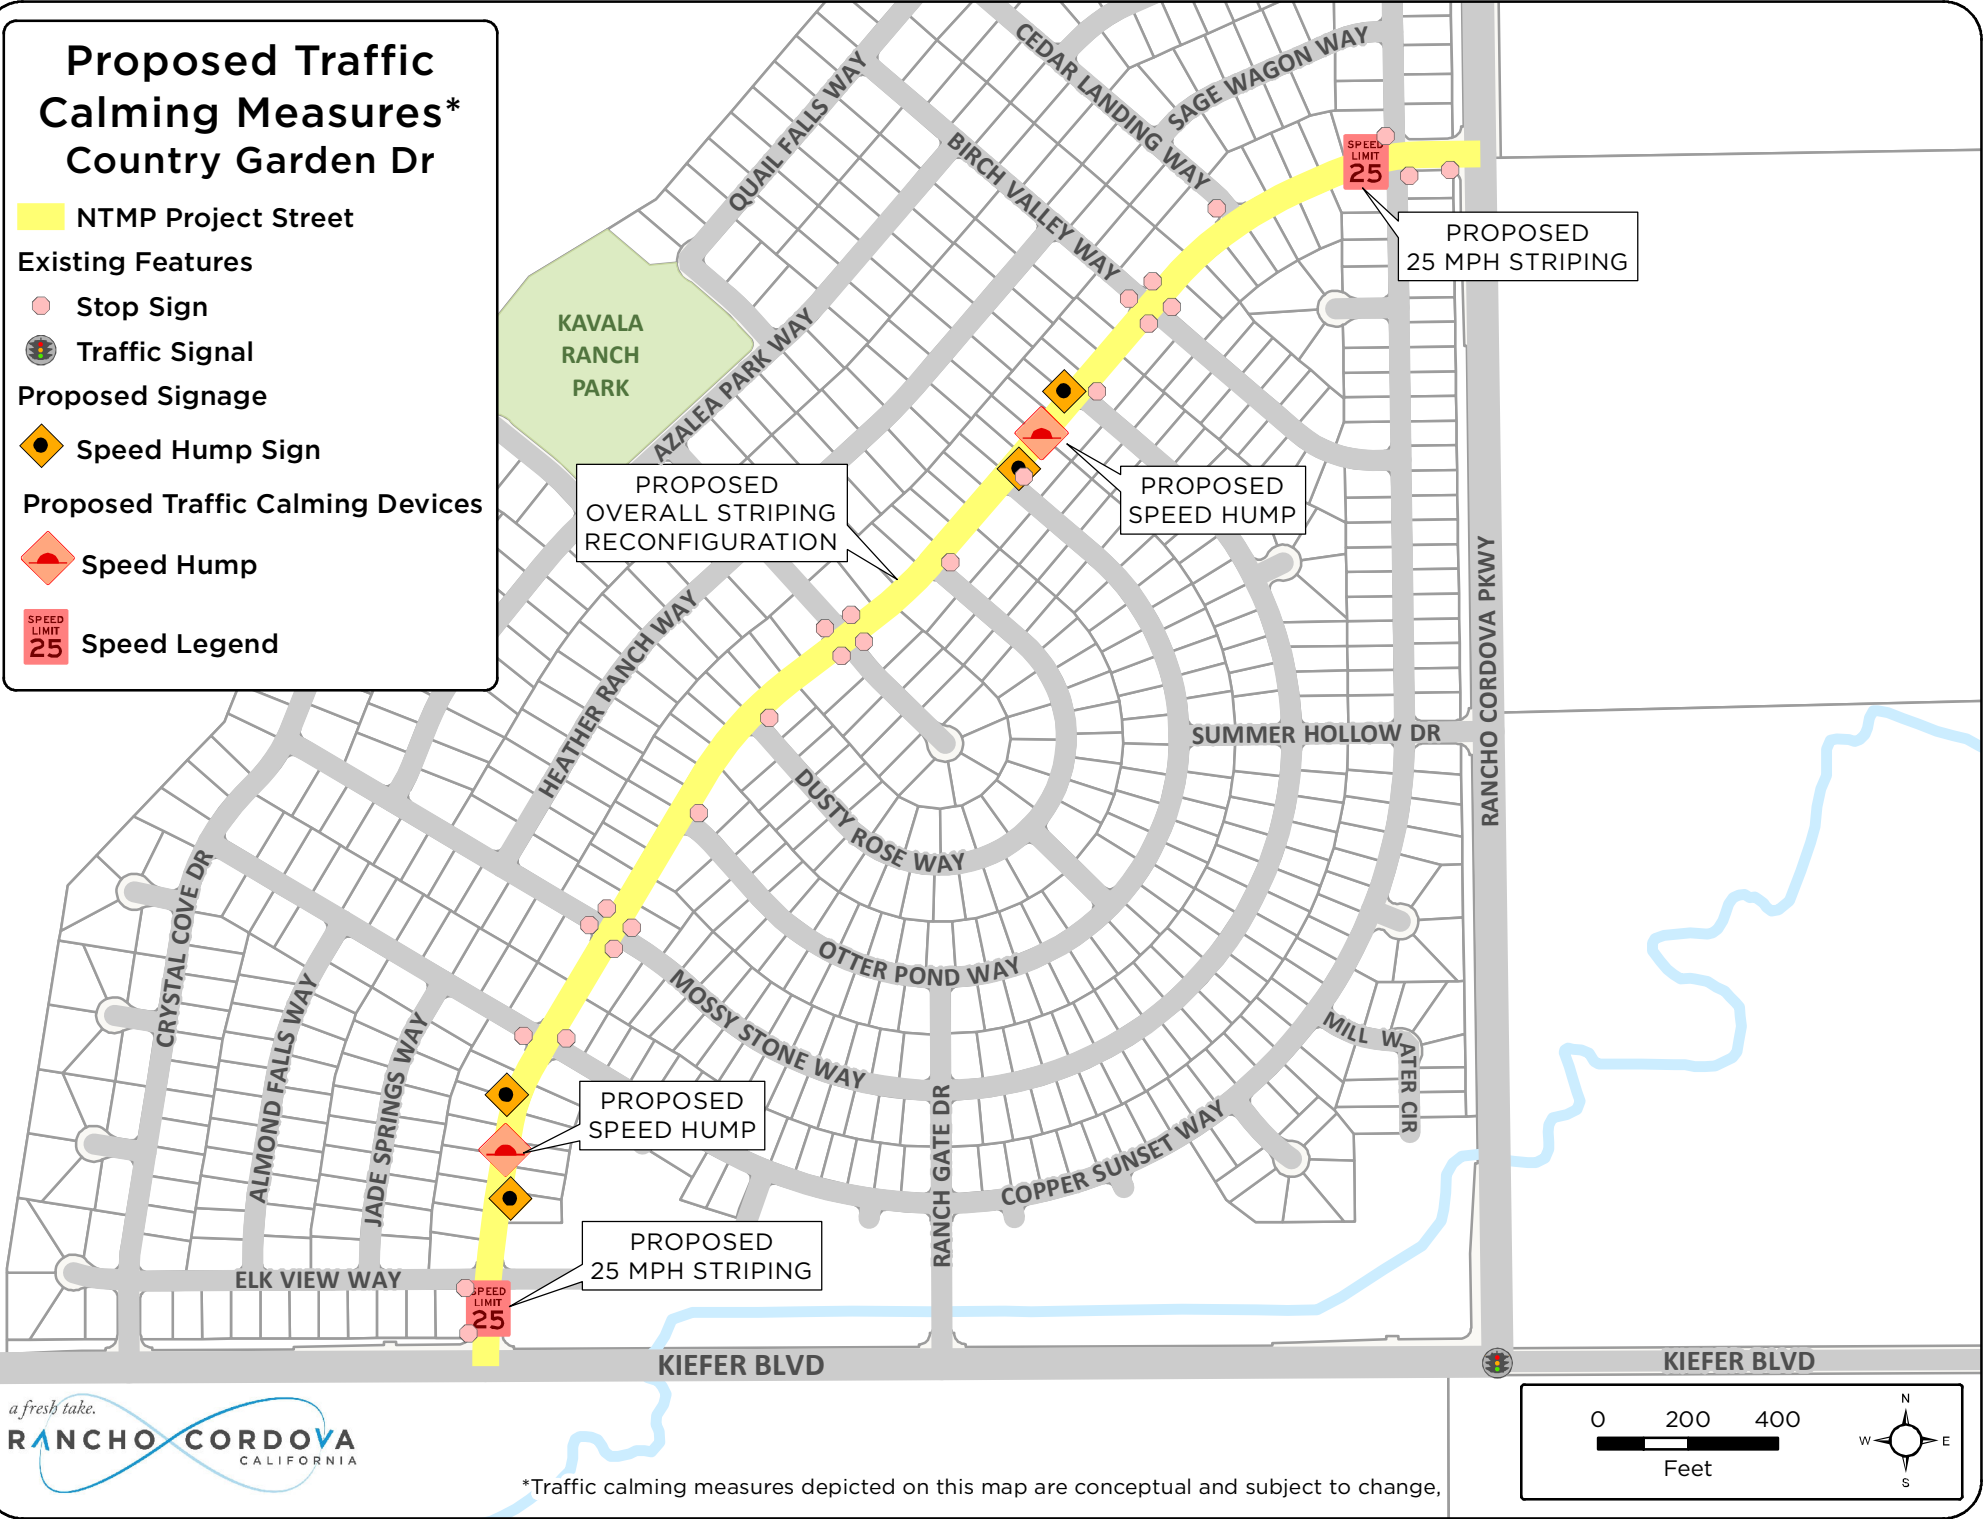 Proposed Traffic
Calming Measures*
Country Garden Dr
NTMP Project Street
Existing Features
Stop Sign
Traffic Signal
Proposed Signage
Speed Hump Sign
Proposed Traffic Calming Devices
Speed Hump
SPEED
LIMIT
25
Speed Legend
QUAIL FALLS WAY
CEDAR LANDING WAY
SAGE WAGON WAY
BIRCH VALLEY WAY
SPEED
LIMIT
25
PROPOSED
25 MPH STRIPING
KAVALA
RANCH
PARK
AZALEA PARK WAY
PROPOSED
OVERALL STRIPING
RECONFIGURATION
PROPOSED
SPEED HUMP
HEATHER RANCH WAY
RANCHO CORDOVA PKWY
SUMMER HOLLOW DR
DUSTY ROSE WAY
CRYSTAL COVE DR
OTTER POND WAY
MOSSY STONE WAY
ALMOND FALLS WAY
JADE SPRINGS WAY
MILL WATER CIR
PROPOSED
SPEED HUMP
RANCH GATE DR
COPPER SUNSET WAY
PROPOSED
25 MPH STRIPING
ELK VIEW WAY
SPEED
LIMIT
25
KIEFER BLVD
KIEFER BLVD
a fresh take.
RANCHO CORDOVA
CALIFORNIA
0 200 400
Feet
N
W E
S
*Traffic calming measures depicted on this map are conceptual and subject to change,